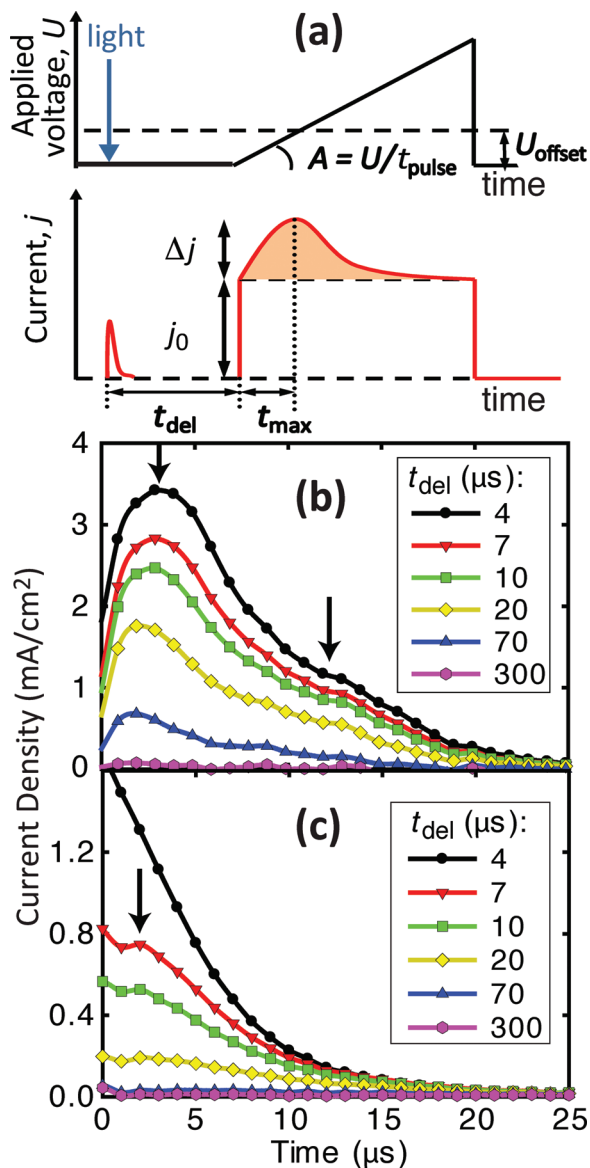 (a)
light
Applied
voltage, U
A = U/tpulse
Uoffset
time
Current, j
Δj
j0
tdel
tmax
time
Current Density (mA/cm²)
(b)
4
3
2
1
0
tdel (µs):
4
7
10
20
70
300
(c)
1.2
0.8
0.4
0.0
tdel (µs):
4
7
10
20
70
300
0
5
10
15
20
25
Time (µs)